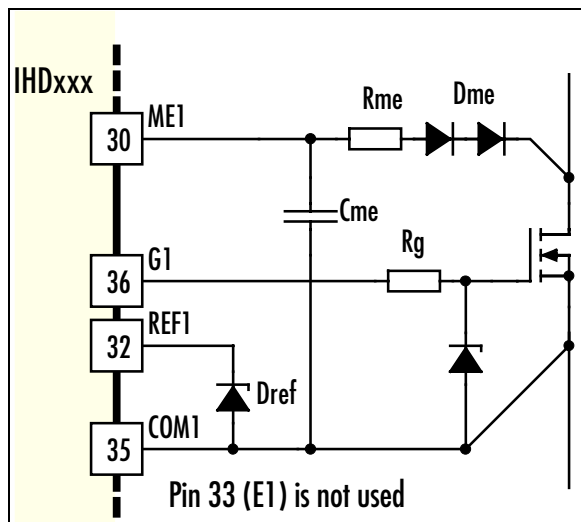 IHDxxx
ME1
30
Rme
Dme
Cme
G1
36
Rg
REF1
32
Dref
COM1
35
Pin 33 (E1) is not used